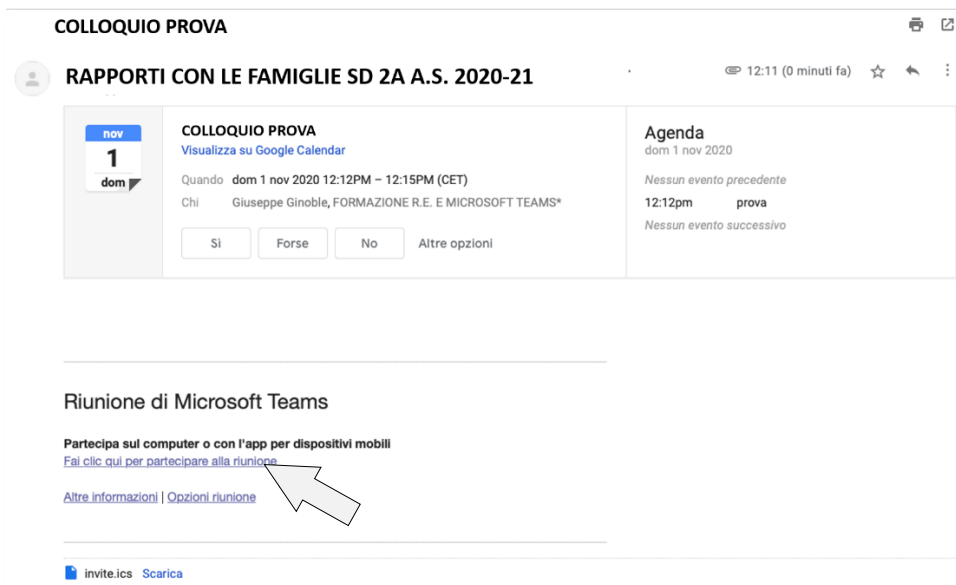 COLLOQUIO PROVA
RAPPORTI CON LE FAMIGLIE SD 2A A.S. 2020-21
12:11 (0 minuti fa)
nov
1
dom
COLLOQUIO PROVA
Visualizza su Google Calendar
Quando dom 1 nov 2020 12:12PM – 12:15PM (CET)
Chi Giuseppe Ginoble, FORMAZIONE R.E. E MICROSOFT TEAMS*
Sì Forse No Altre opzioni
Agenda
dom 1 nov 2020
Nessun evento precedente
12:12pm prova
Nessun evento successivo
Riunione di Microsoft Teams
Partecipa sul computer o con l'app per dispositivi mobili
Fai clic qui per partecipare alla riunione
Altre informazioni | Opzioni riunione
invite.ics Scarica